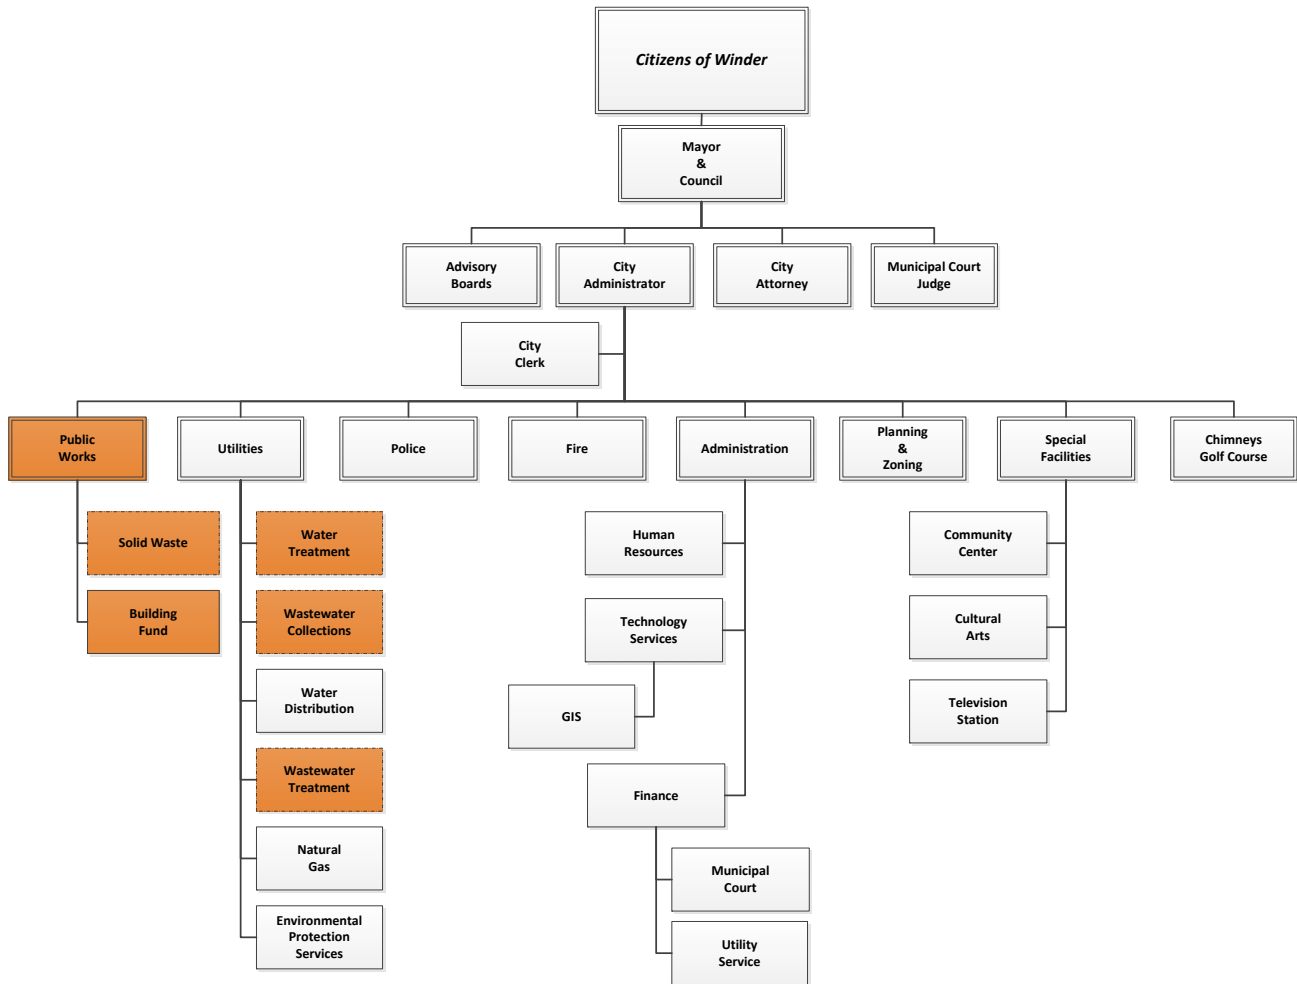 Citizens of Winder
Mayor
&
Council
Advisory
Boards
City
Administrator
City
Attorney
Municipal Court
Judge
City
Clerk
Public
Works
Utilities
Police
Fire
Administration
Planning
&
Zoning
Special
Facilities
Chimneys
Golf Course
Solid Waste
Building
Fund
Water
Treatment
Wastewater
Collections
Water
Distribution
Wastewater
Treatment
Natural
Gas
Environmental
Protection
Services
Human
Resources
Technology
Services
GIS
Finance
Municipal
Court
Utility
Service
Community
Center
Cultural
Arts
Television
Station